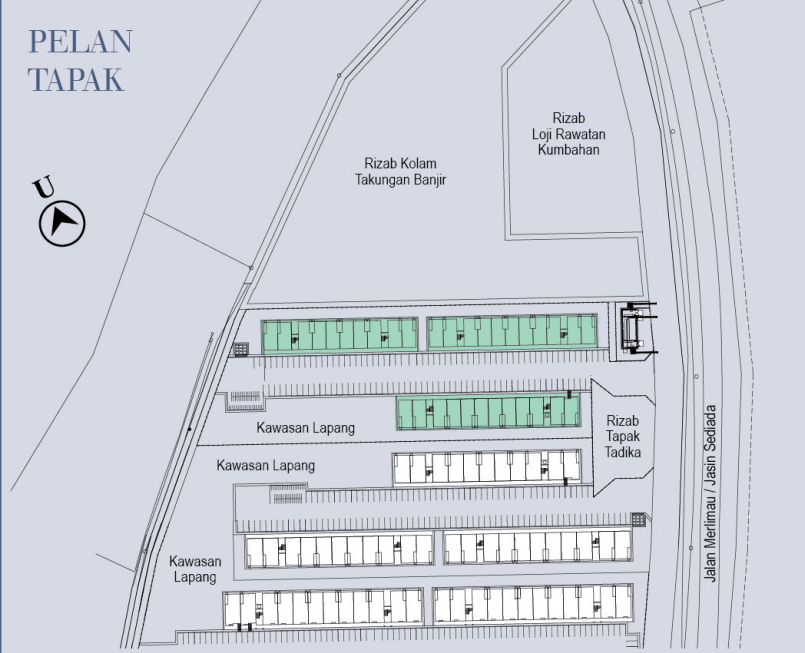 PELAN
TAPAK
U
Rizab
Loji Rawatan
Kumbahan
Rizab Kolam
Takungan Banjir
Kawasan Lapang
Rizab
Tapak
Tadika
Kawasan Lapang
Kawasan
Lapang
Jalan Merlimau / Jasin Sediada